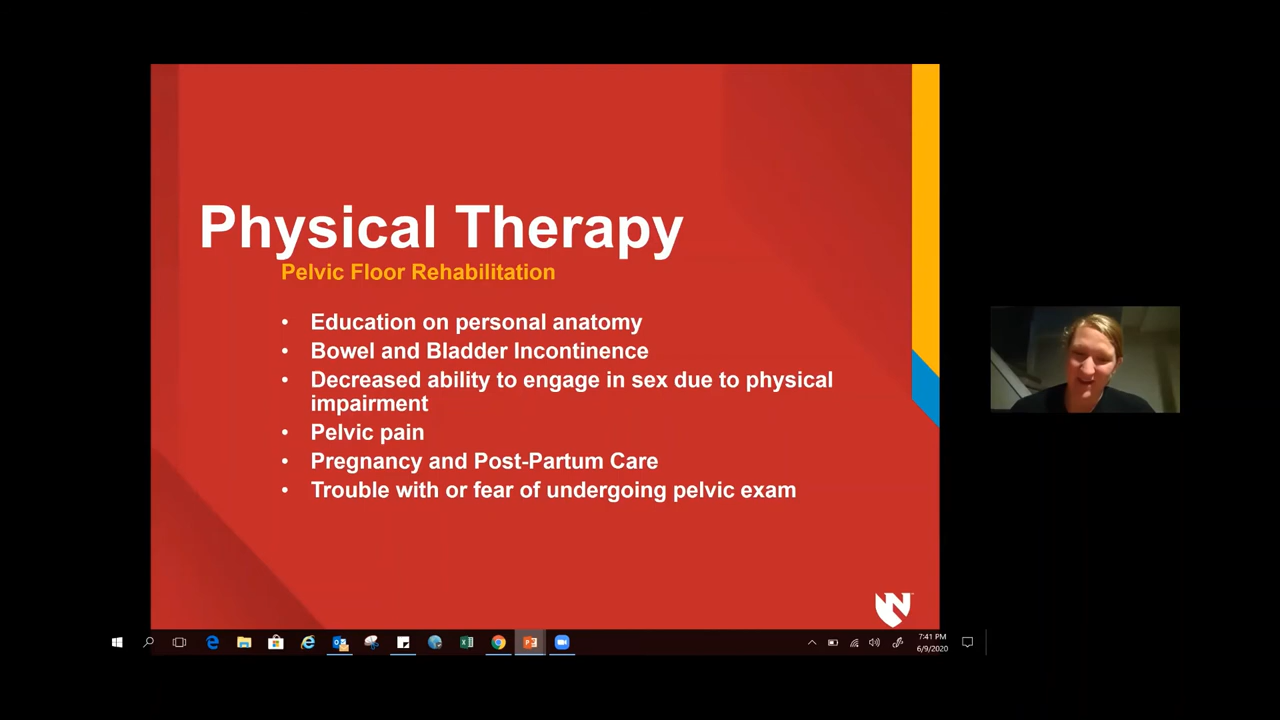 Physical Therapy
Pelvic Floor Rehabilitation
• Education on personal anatomy
• Bowel and Bladder Incontinence
• Decreased ability to engage in sex due to physical
impairment
• Pelvic pain
• Pregnancy and Post-Partum Care
• Trouble with or fear of undergoing pelvic exam
7:41 PM
6/9/2020